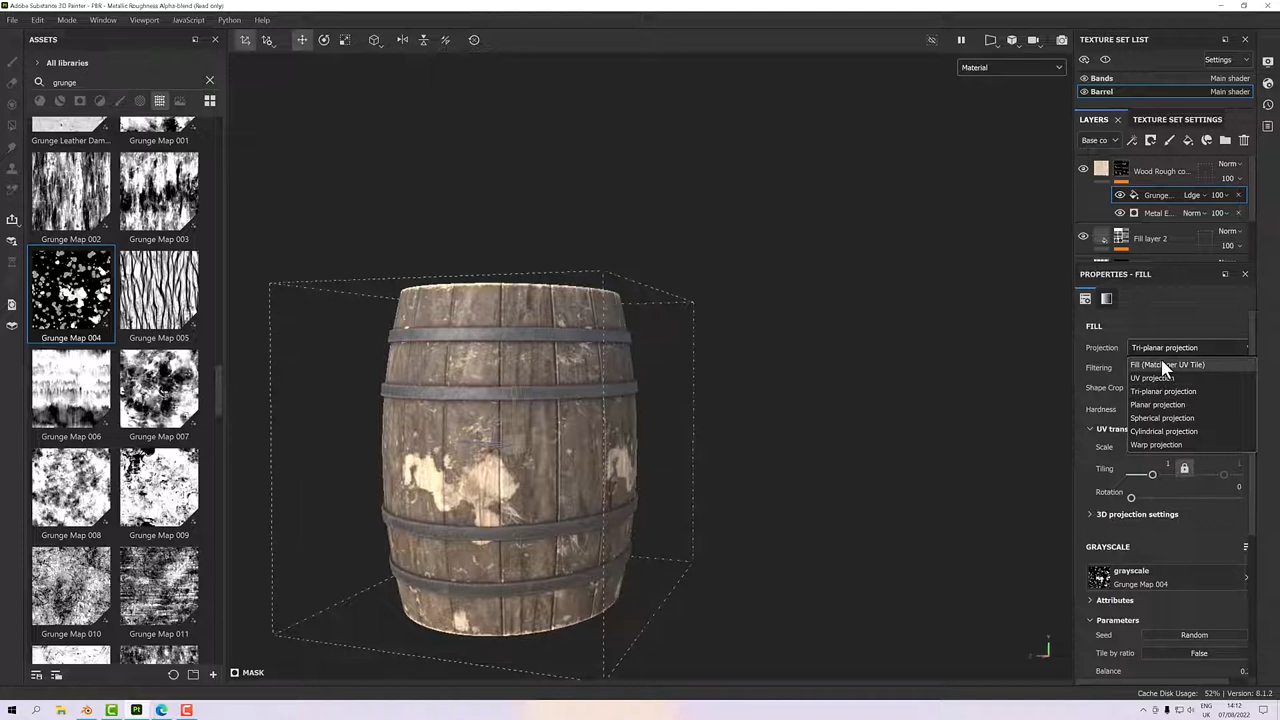 Adobe Substance 3D Painter - PBR - Metallic Roughness Alpha-blend (Read only)
File Edit Mode Window Viewport JavaScript Python Help
ASSETS
All libraries
grunge
Grunge Leather Dam...
Grunge Map 001
Grunge Map 002
Grunge Map 003
Grunge Map 004
Grunge Map 005
Grunge Map 006
Grunge Map 007
Grunge Map 008
Grunge Map 009
Grunge Map 010
Grunge Map 011
Material
MASK
Y
TEXTURE SET LIST
Settings
Bands Main shader
Barrel Main shader
LAYERS
TEXTURE SET SETTINGS
Base co
Wood Rough co...
Norm
100
Grunge... Ldge 100
Metal E... Norm 100
Fill layer 2
Norm
100
PROPERTIES - FILL
FILL
Projection Tri-planar projection
Filtering
Fill (Match UV Tile)
UV projection
Shape Crop
Tri-planar projection
Planar projection
Hardness
Spherical projection
UV trans
Cylindrical projection
Scale
Warp projection
Tiling 1 1
Rotation 0
3D projection settings
GRAYSCALE
grayscale
Grunge Map 004
Attributes
Parameters
Seed Random
Tile by ratio False
Balance 0.
Cache Disk Usage: 52% | Version: 8.1.2
Pt
ENG
UK
14:12
07/08/2022